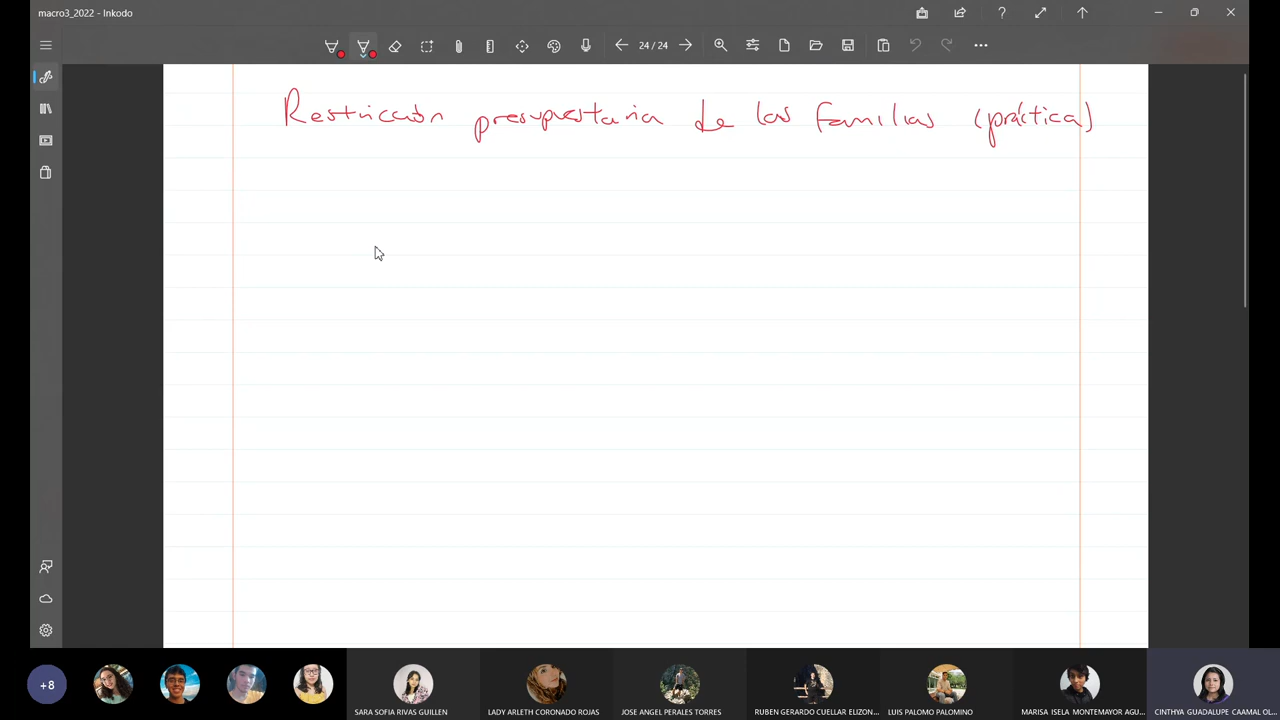 macro3_2022 - Inkodo
24 / 24
Restricción presupuestaria de las familias (práctica)
+8
SARA SOFIA RIVAS GUILLEN
LADY ARLETH CORONADO ROJAS
JOSE ANGEL PERALES TORRES
RUBEN GERARDO CUELLAR ELIZON...
LUIS PALOMO PALOMINO
MARISA ISELA MONTEMAYOR AGU...
CINTHYA GUADALUPE CAAMAL OL...